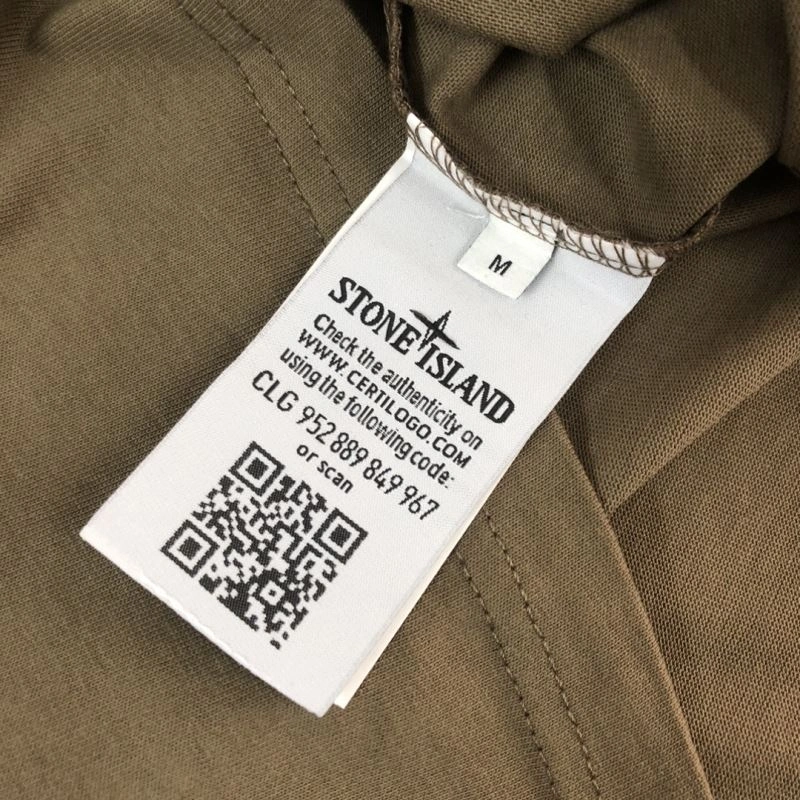 M
STONE ISLAND
Check the authenticity on
WWW.CERTILOGO.COM
using the following code:
CLG 952 889 849 967
or scan